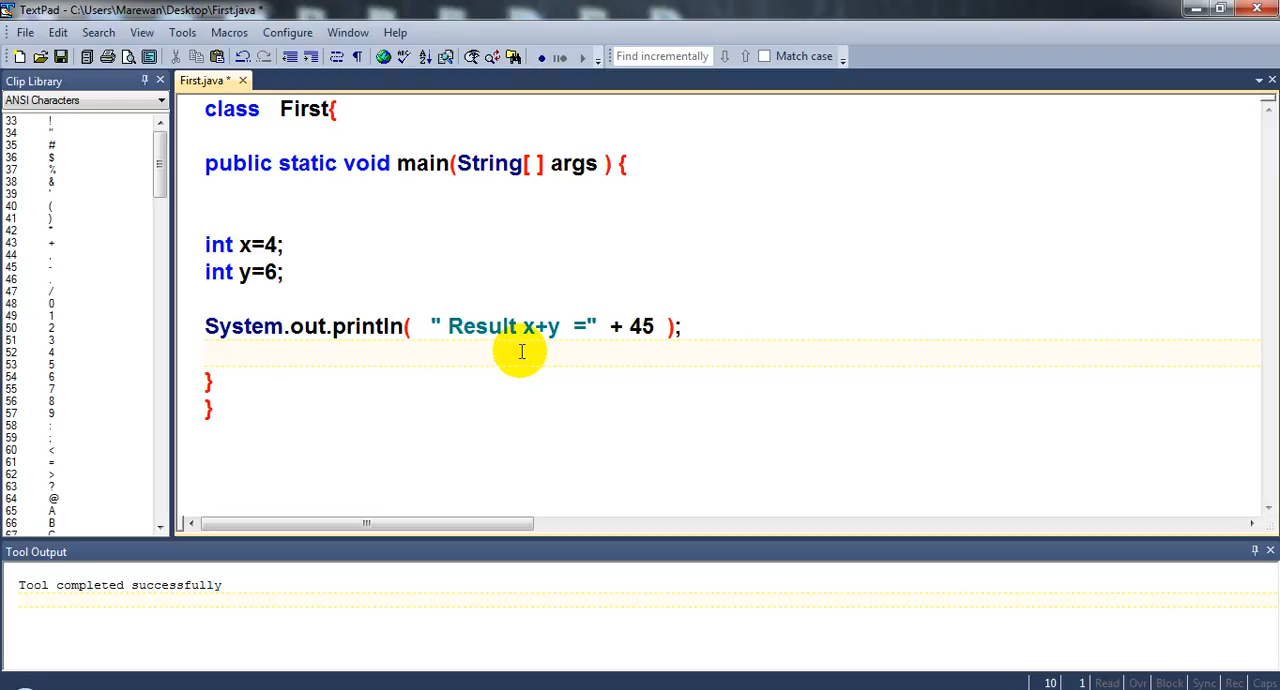 TextPad - C:\Users\Marewan\Desktop\First.java *
File Edit Search View Tools Macros Configure Window Help
Find incrementally Match case
Clip Library
First.java *
ANSI Characters
class First{
public static void main(String[ ] args ) {
int x=4;
int y=6;
System.out.println( " Result x+y =" + 45 );
}
}
33 !
34 "
35 #
36 $
37 %
38 &
39 '
40 (
41 )
42 *
43 +
44 ,
45 -
46 .
47 /
48 0
49 1
50 2
51 3
52 4
53 5
54 6
55 7
56 8
57 9
58 :
59 ;
60 <
61 =
62 >
63 ?
64 @
65 A
66 B
67 C
Tool Output
Tool completed successfully
10 1 Read Ovr Block Sync Rec Caps